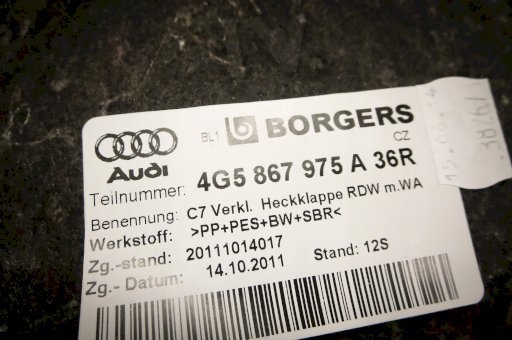 BL1 BORGERS
Audi CZ
Teilnummer: 4G5 867 975 A 36R
Benennung: C7 Verkl. Heckklappe RDW m.WA
Werkstoff: >PP+PES+BW+SBR<
Zg.-stand: 20111014017
Zg.- Datum: 14.10.2011 Stand: 12S